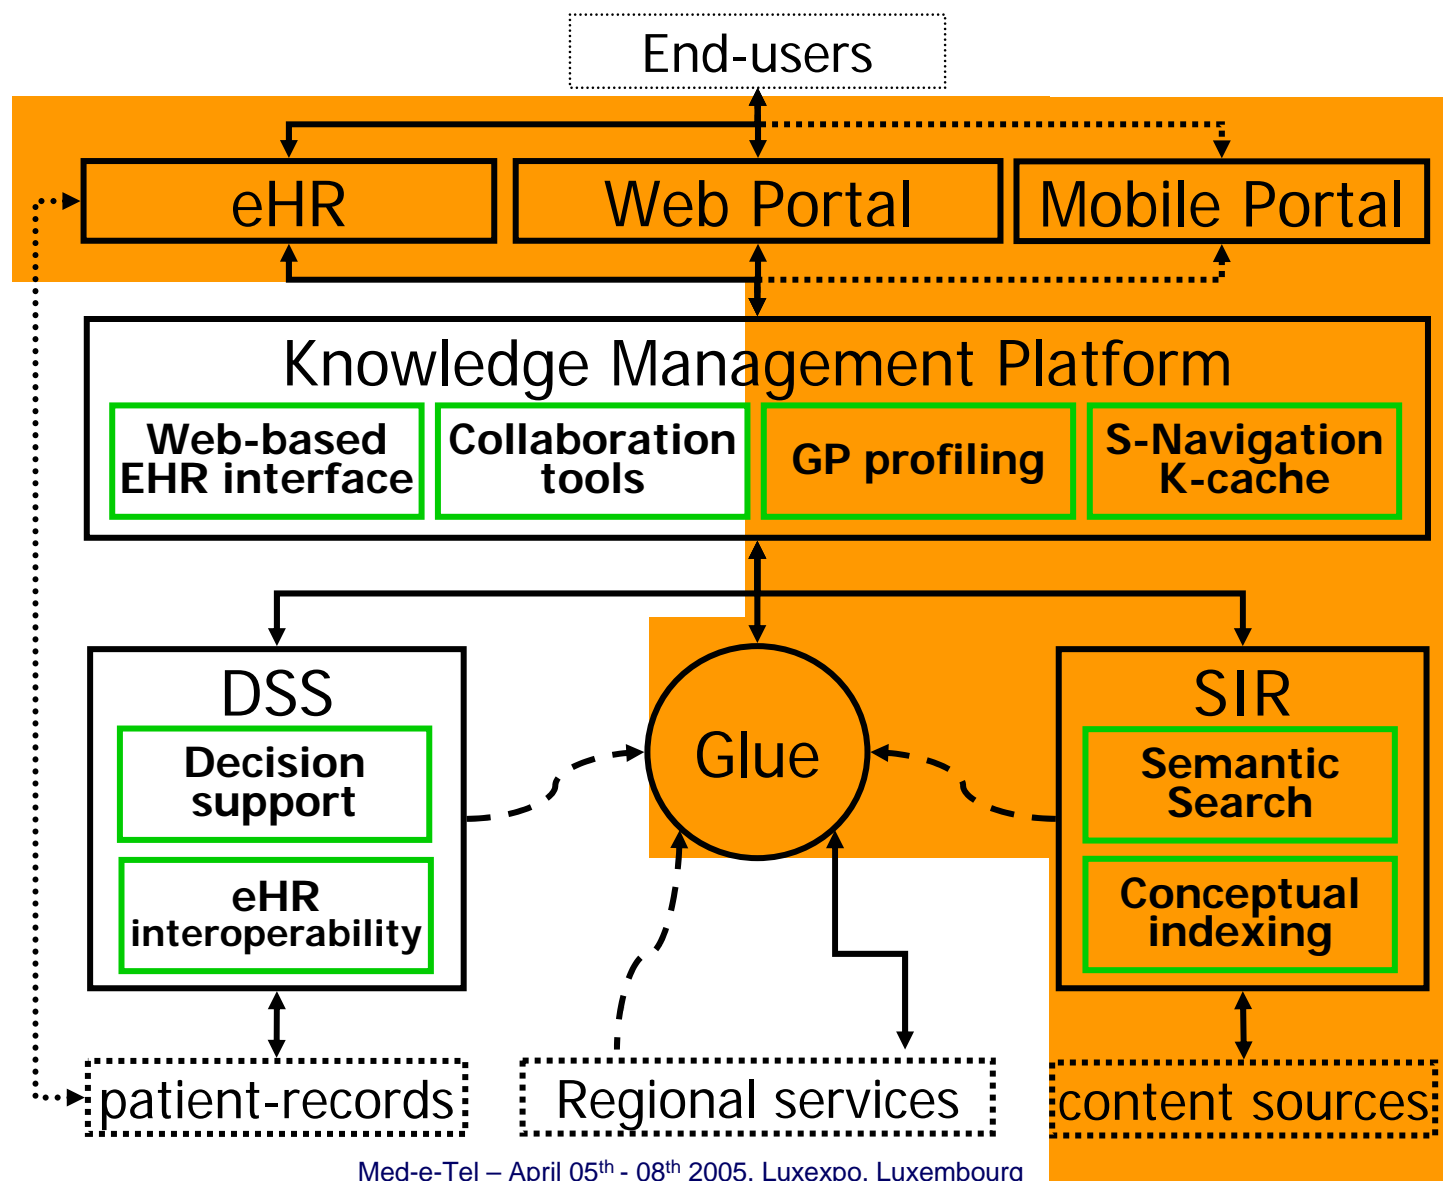 End-users
eHR
Web Portal
Mobile Portal
Knowledge Management Platform
Web-based
EHR interface
Collaboration
tools
GP profiling
S-Navigation
K-cache
DSS
Decision
support
eHR
interoperability
Glue
SIR
Semantic
Search
Conceptual
indexing
patient-records
Regional services
content sources
Med-e-Tel – April 05th - 08th 2005, Luxexpo, Luxembourg